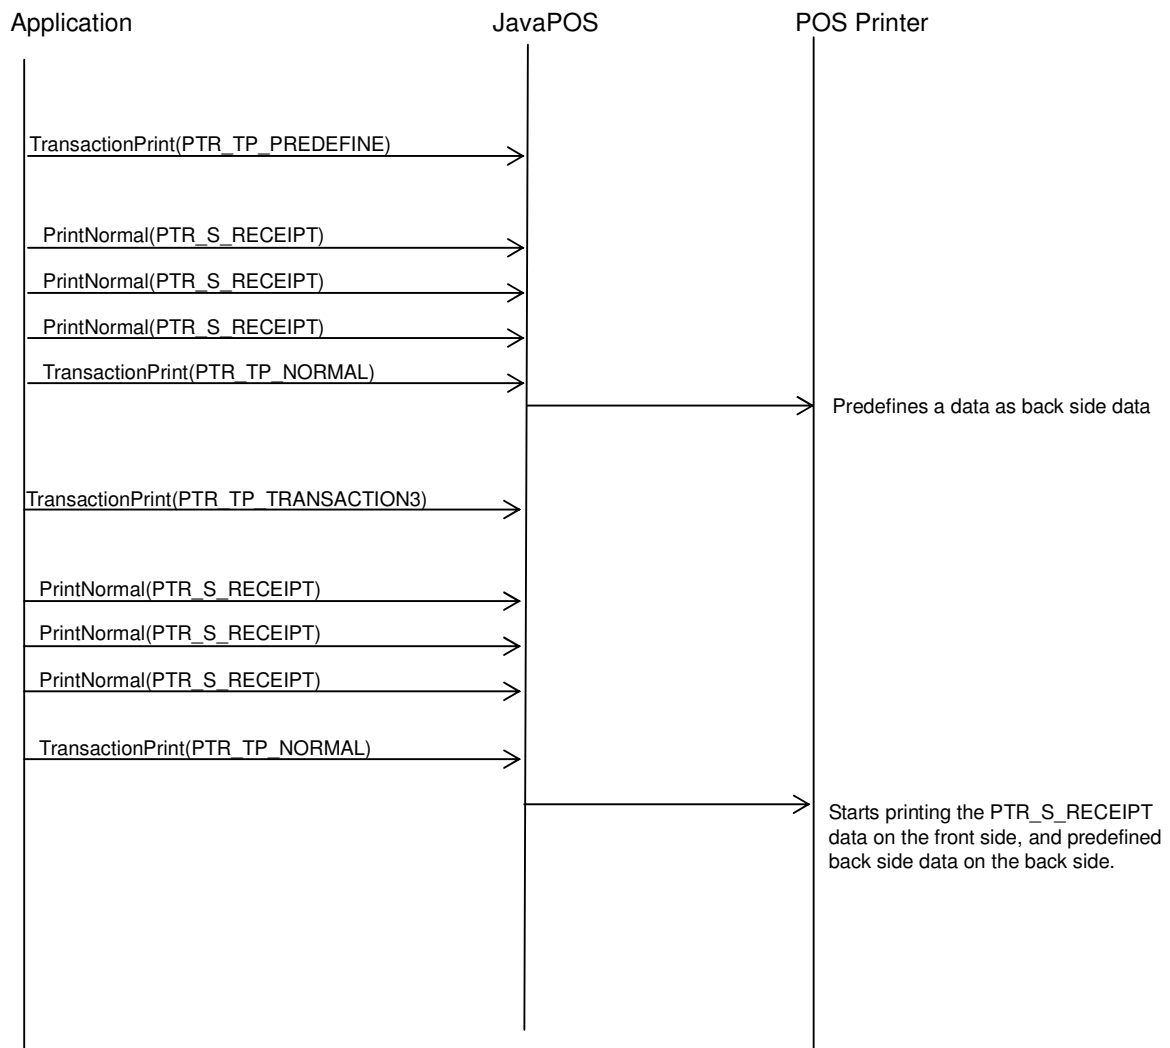 Application
JavaPOS
POS Printer
TransactionPrint(PTR_TP_PREDEFINE)
PrintNormal(PTR_S_RECEIPT)
PrintNormal(PTR_S_RECEIPT)
PrintNormal(PTR_S_RECEIPT)
TransactionPrint(PTR_TP_NORMAL)
Predefines a data as back side data
TransactionPrint(PTR_TP_TRANSACTION3)
PrintNormal(PTR_S_RECEIPT)
PrintNormal(PTR_S_RECEIPT)
PrintNormal(PTR_S_RECEIPT)
TransactionPrint(PTR_TP_NORMAL)
Starts printing the PTR_S_RECEIPT
data on the front side, and predefined
back side data on the back side.